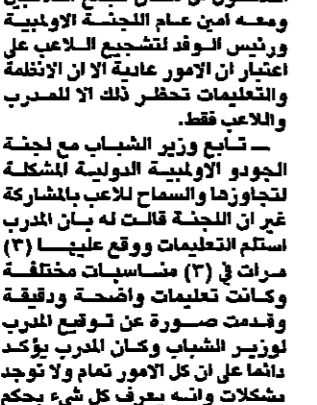 ومعه امين عام اللجنة الاولمبية
ورئيس الوفد لتشجيع اللاعب على
اعتبار ان الامور عادية الا ان الانظمة
والتعليمات تحظر ذلك الا للمدرب
واللاعب فقط.
ــ تابع وزير الشباب مع لجنة
الجودو الاولمبية الدولية المشكلة
لتجاوزها والسماح للاعب بالمشاركة
غير ان اللجنة قالت له بان المدرب
استلم التعليمات ووقع عليها (٣)
مرات في (٣) مناسبات مختلفة
وكانت تعليمات واضحة ودقيقة
وقدمت صورة عن توقيع المدرب
لوزير الشباب وكان المدرب يؤكد
دائما على ان كل الامور تمام ولا توجد
مشكلات وانه يعرف كل شيء بحكم